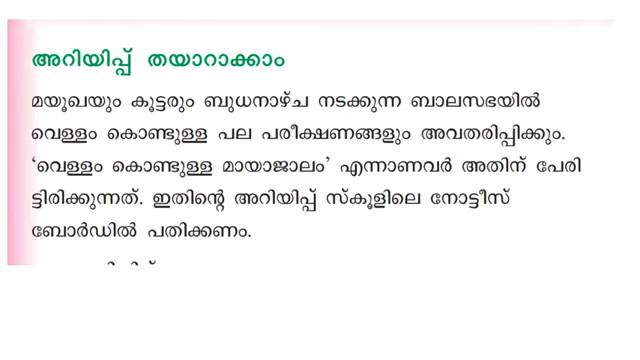 അറിയിപ്പ് തയാറാക്കാം
മയൂഖയും കൂട്ടരും ബുധനാഴ്ച നടക്കുന്ന ബാലസഭയിൽ
വെള്ളം കൊണ്ടുള്ള പല പരീക്ഷണങ്ങളും അവതരിപ്പിക്കും.
‘വെള്ളം കൊണ്ടുള്ള മായാജാലം’ എന്നാണവർ അതിന് പേരി
ട്ടിരിക്കുന്നത്. ഇതിന്റെ അറിയിപ്പ് സ്കൂളിലെ നോട്ടീസ്
ബോർഡിൽ പതിക്കണം.